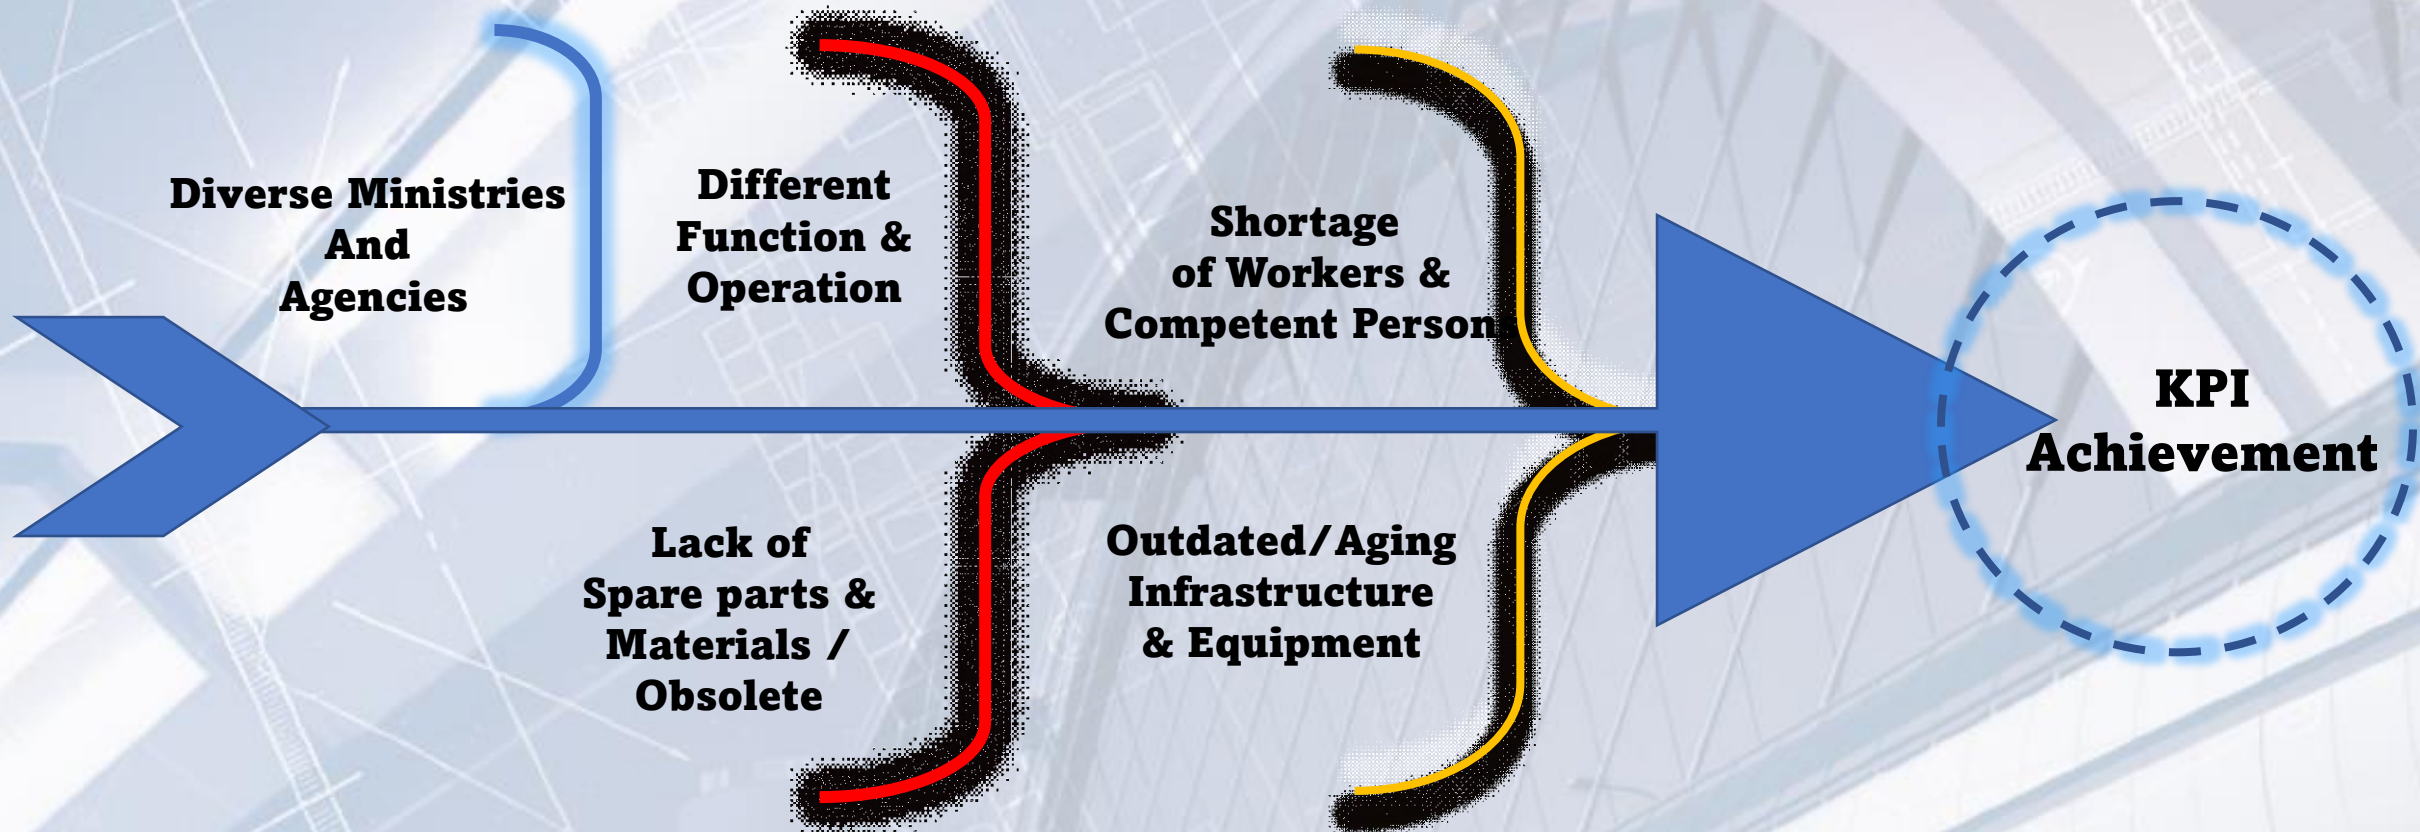 Diverse Ministries
And
Agencies
Different
Function &
Operation
Shortage
of Workers &
Competent Persons
Lack of
Spare parts &
Materials /
Obsolete
Outdated/Aging
Infrastructure
& Equipment
KPI
Achievement